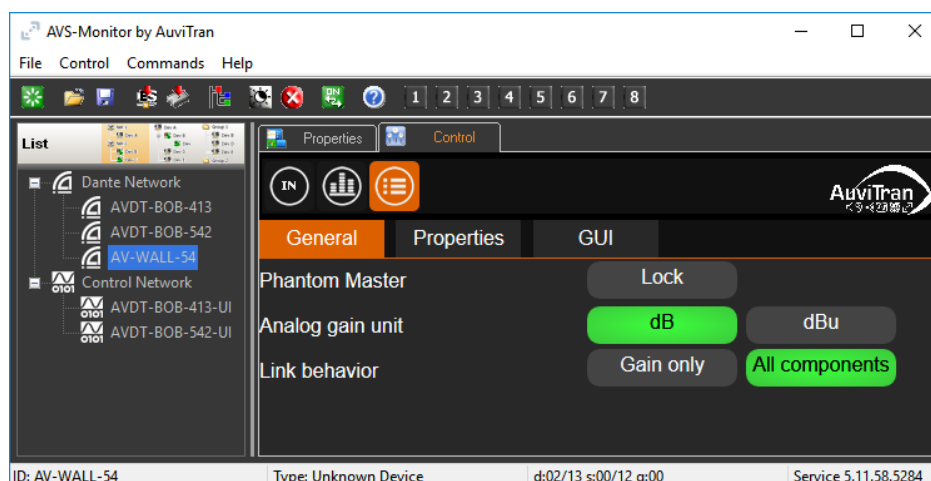 AVS-Monitor by AuviTran
File Control Commands Help
1 2 3 4 5 6 7 8
List
Properties Control
Dante Network
AVDT-BOB-413
AVDT-BOB-542
AV-WALL-54
Control Network
AVDT-BOB-413-UI
AVDT-BOB-542-UI
IN
AuviTran
General Properties GUI
Phantom Master Lock
Analog gain unit dB dBu
Link behavior Gain only All components
ID: AV-WALL-54 Type: Unknown Device d:02/13 s:00/12 g:00 Service 5.11.58.5284